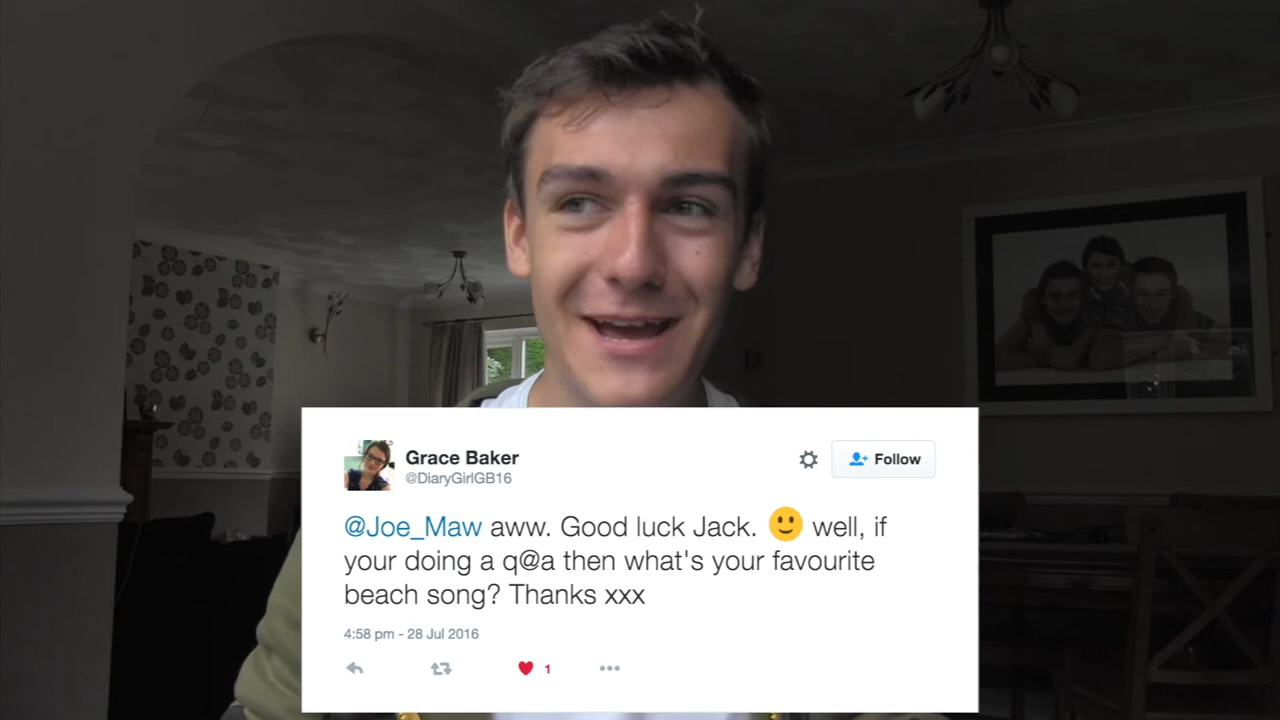 Grace Baker
@DiaryGirlGB16
Follow
@Joe_Maw aww. Good luck Jack. 🙂 well, if
your doing a q@a then what's your favourite
beach song? Thanks xxx
4:58 pm - 28 Jul 2016
1